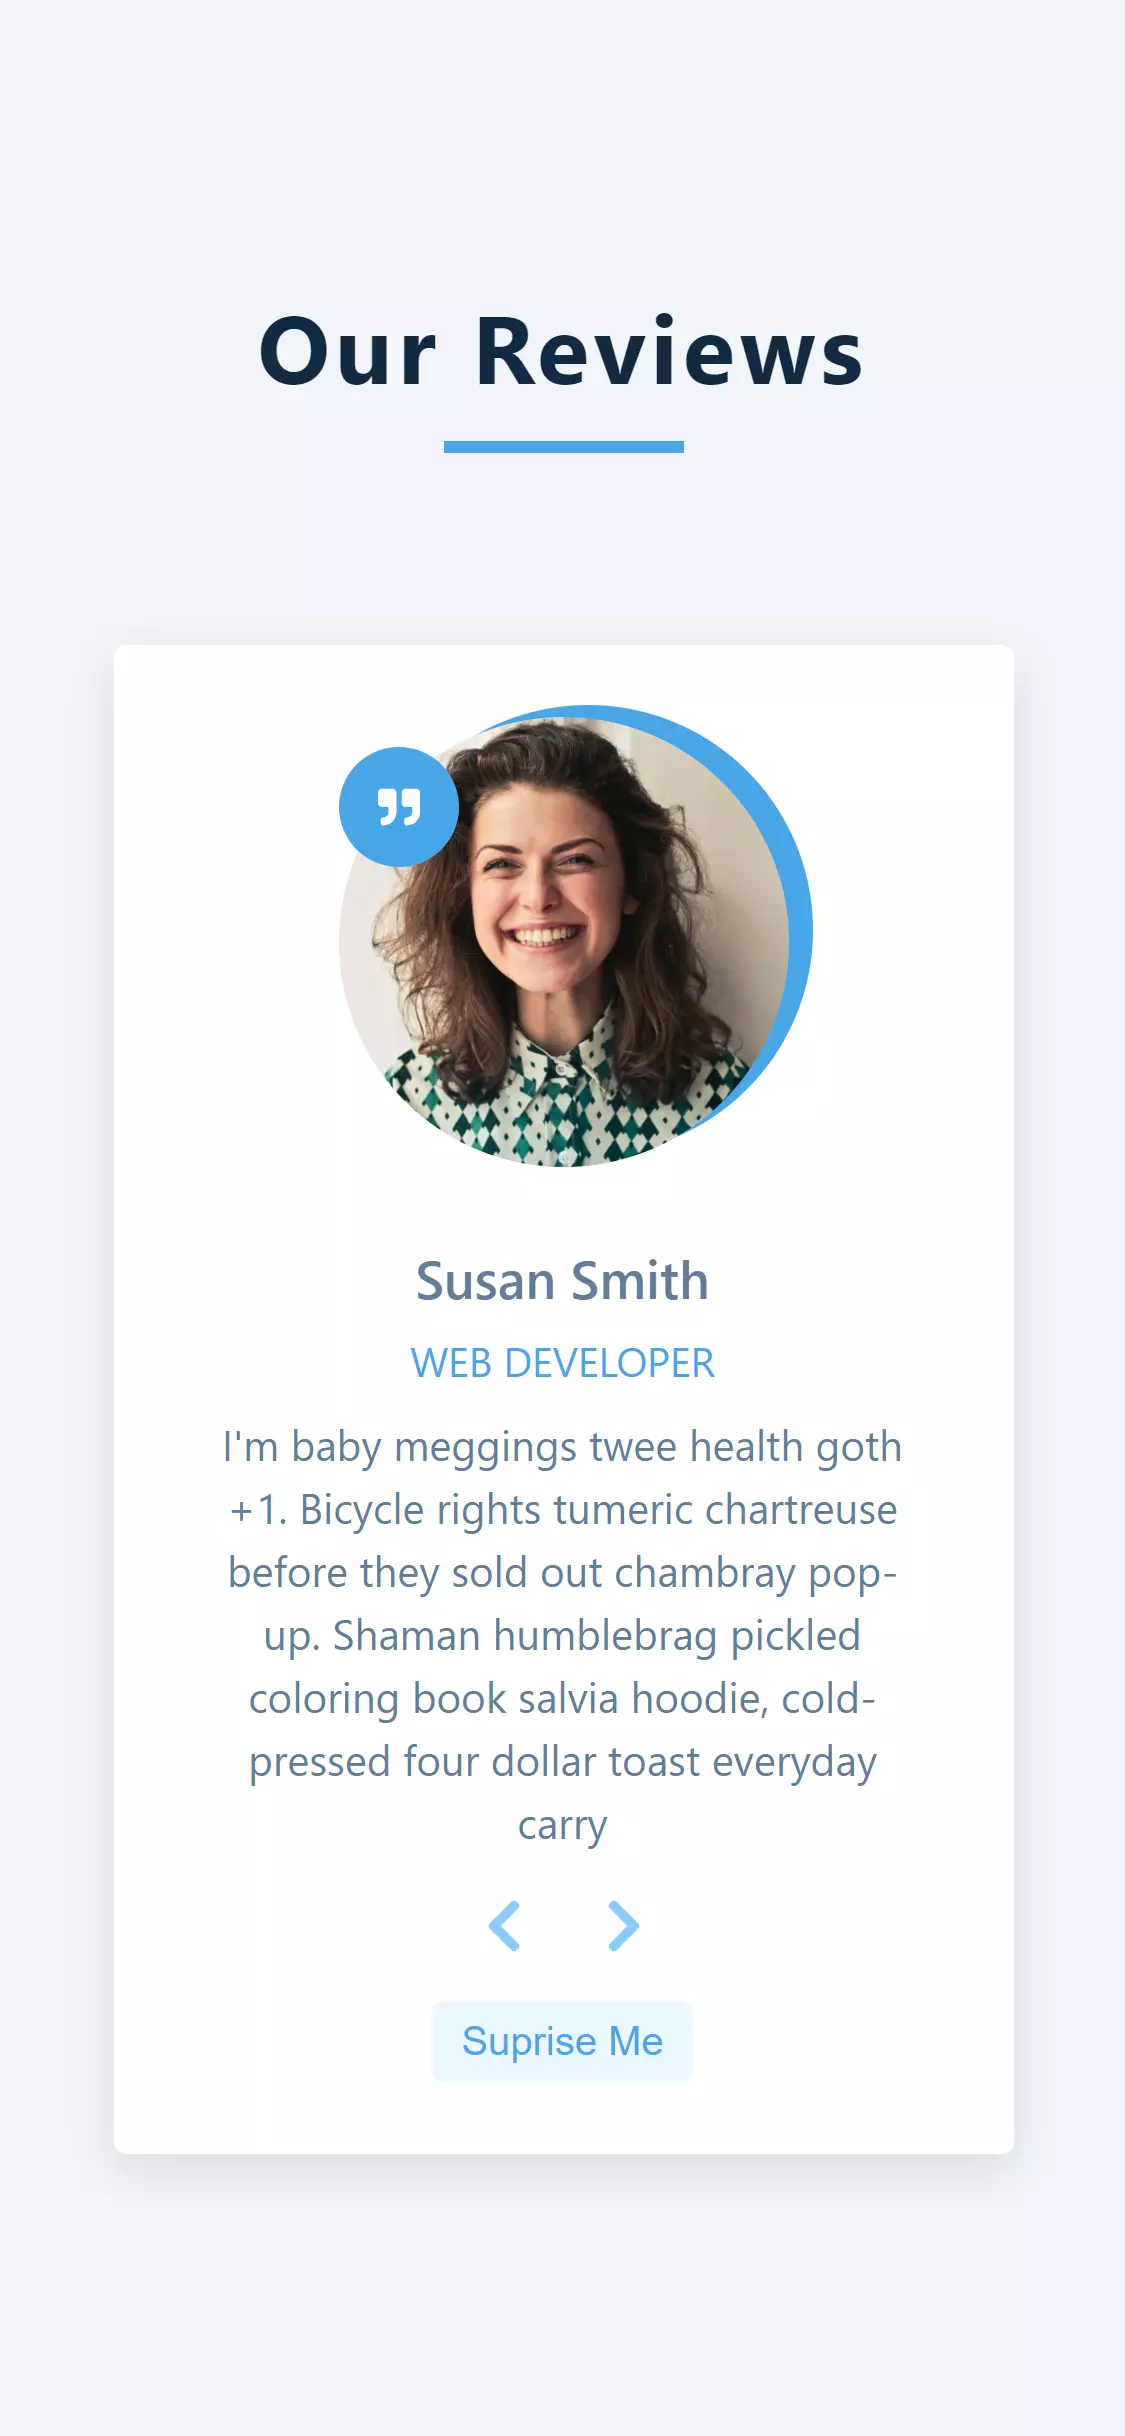 Our Reviews
Susan Smith
WEB DEVELOPER
I'm baby meggings twee health goth
+1. Bicycle rights tumeric chartreuse
before they sold out chambray pop-
up. Shaman humblebrag pickled
coloring book salvia hoodie, cold-
pressed four dollar toast everyday
carry
Suprise Me